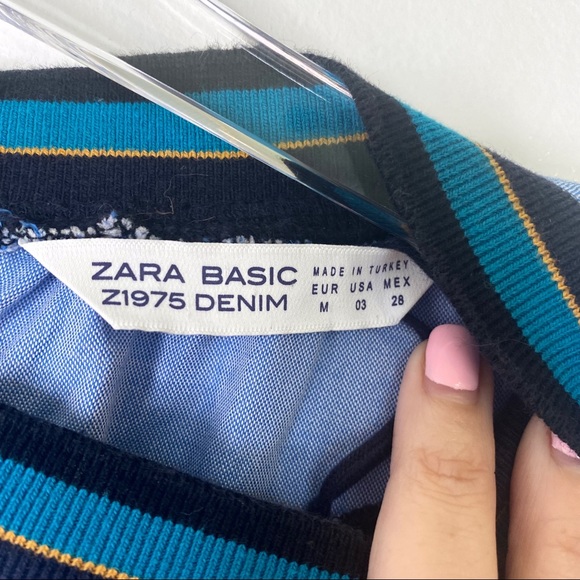 ZARA BASIC
Z1975 DENIM
MADE IN TURKEY
EUR USA MEX
M 03 28